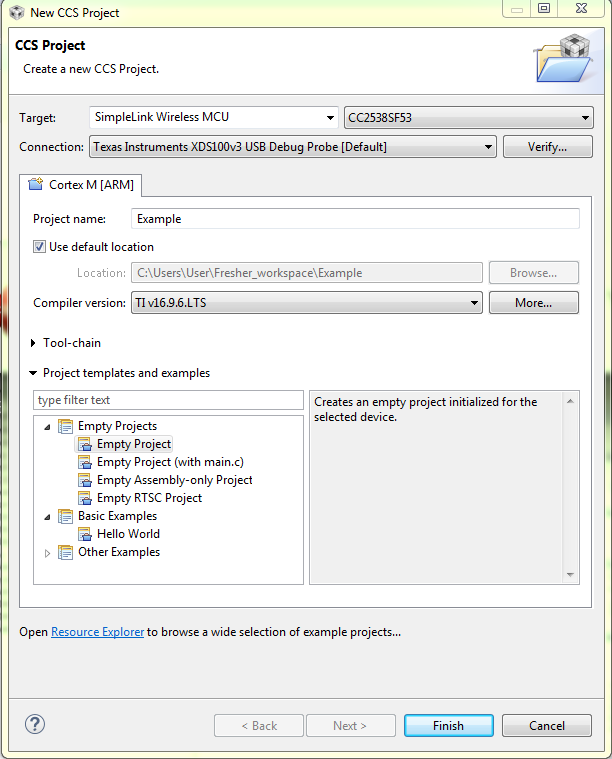 New CCS Project
CCS Project
Create a new CCS Project.
Target: SimpleLink Wireless MCU CC2538SF53
Connection: Texas Instruments XDS100v3 USB Debug Probe [Default] Verify...
Cortex M [ARM]
Project name: Example
Use default location
Location: C:\Users\User\Fresher_workspace\Example Browse...
Compiler version: TI v16.9.6.LTS More...
Tool-chain
Project templates and examples
type filter text
Empty Projects
Empty Project
Empty Project (with main.c)
Empty Assembly-only Project
Empty RTSC Project
Basic Examples
Hello World
Other Examples
Creates an empty project initialized for the
selected device.
Open Resource Explorer to browse a wide selection of example projects...
? < Back Next > Finish Cancel